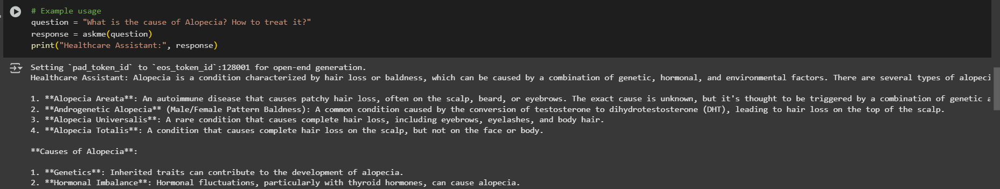 # Example usage
question = "What is the cause of Alopecia? How to treat it?"
response = askme(question)
print("Healthcare Assistant:", response)
Setting `pad_token_id` to `eos_token_id`:128001 for open-end generation.
Healthcare Assistant: Alopecia is a condition characterized by hair loss or baldness, which can be caused by a combination of genetic, hormonal, and environmental factors. There are several types of alopeci
1. **Alopecia Areata**: An autoimmune disease that causes patchy hair loss, often on the scalp, beard, or eyebrows. The exact cause is unknown, but it's thought to be triggered by a combination of genetic a
2. **Androgenetic Alopecia** (Male/Female Pattern Baldness): A common condition caused by the conversion of testosterone to dihydrotestosterone (DHT), leading to hair loss on the top of the scalp.
3. **Alopecia Universalis**: A rare condition that causes complete hair loss, including eyebrows, eyelashes, and body hair.
4. **Alopecia Totalis**: A condition that causes complete hair loss on the scalp, but not on the face or body.
**Causes of Alopecia**:
1. **Genetics**: Inherited traits can contribute to the development of alopecia.
2. **Hormonal Imbalance**: Hormonal fluctuations, particularly with thyroid hormones, can cause alopecia.